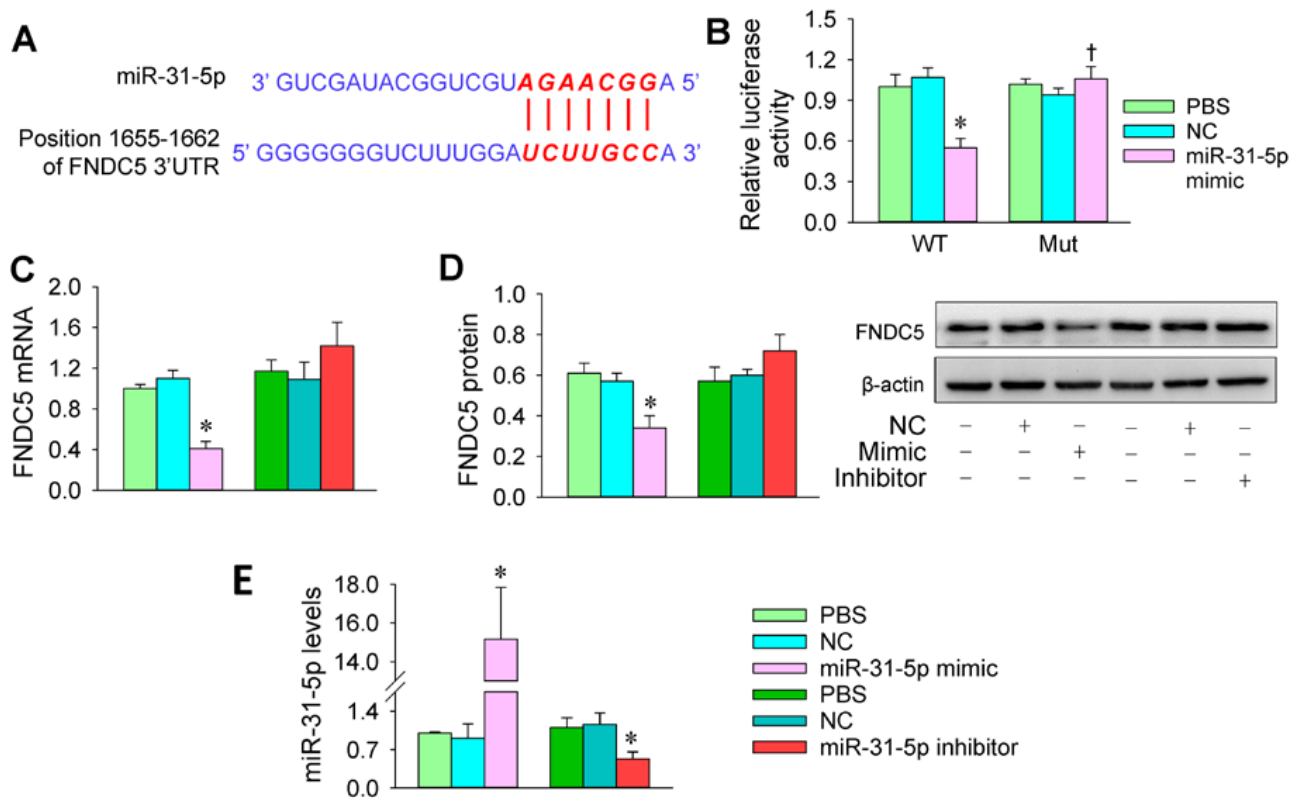 A
miR-31-5p
3' GUCGAUACGGUCGUAGAACGGA 5'
Position 1655-1662
of FNDC5 3'UTR
5' GGGGGGGUCUUUGGAUCUUGCCA 3'
B
Relative luciferase
activity
1.5
1.2
0.9
0.6
0.3
0.0
*
†
WT
Mut
PBS
NC
miR-31-5p
mimic
C
FNDC5 mRNA
2.0
1.6
1.2
0.8
0.4
0.0
*
D
FNDC5 protein
1.0
0.8
0.6
0.4
0.2
0.0
*
FNDC5
β-actin
NC – + – – + –
Mimic – – + – – –
Inhibitor – – – – – +
E
miR-31-5p levels
18.0
16.0
14.0
1.4
0.7
0.0
*
*
PBS
NC
miR-31-5p mimic
PBS
NC
miR-31-5p inhibitor